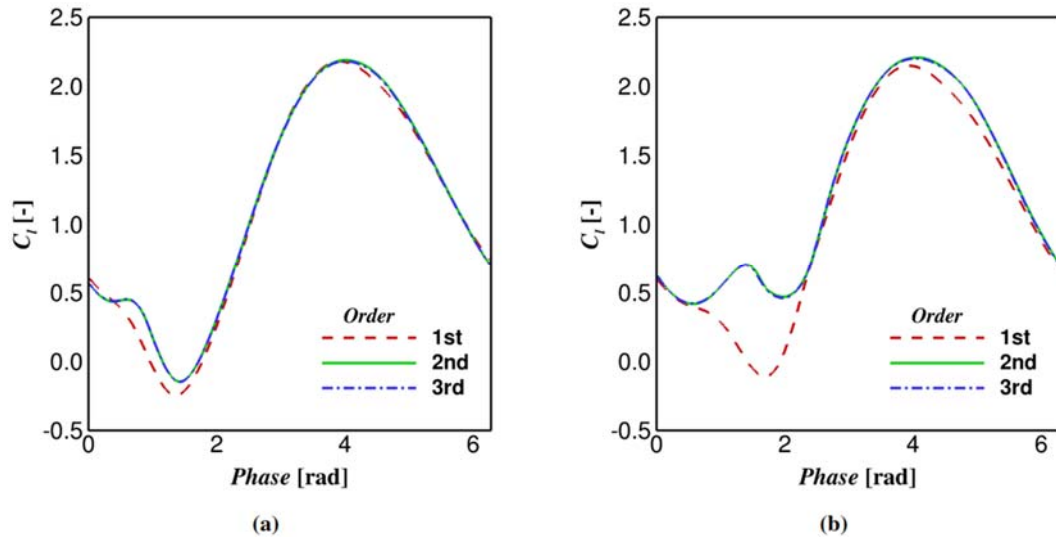 2.5
2.0
1.5
1.0
0.5
0.0
-0.5
C_l [-]
0 2 4 6
Phase [rad]
Order
1st
2nd
3rd
(a)
2.5
2.0
1.5
1.0
0.5
0.0
-0.5
C_l [-]
0 2 4 6
Phase [rad]
Order
1st
2nd
3rd
(b)